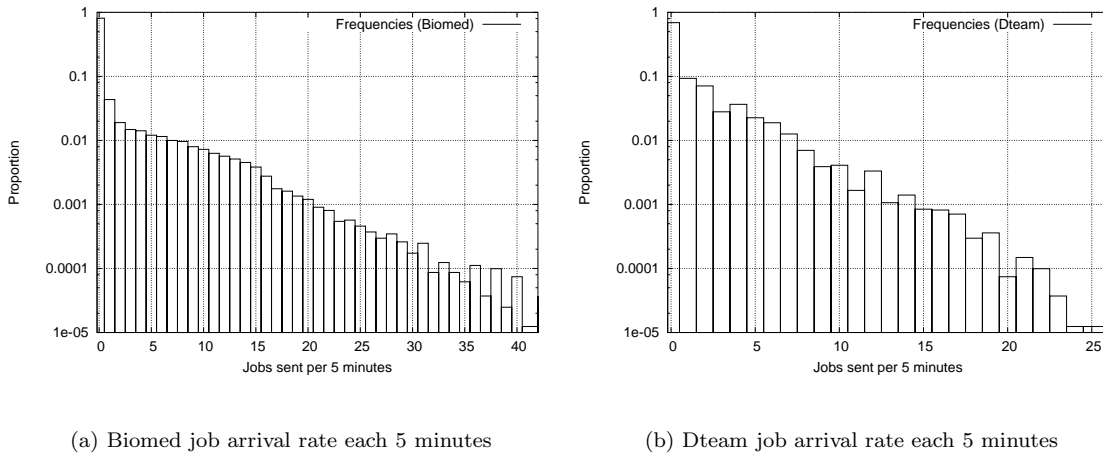 Frequencies (Biomed)
1
0.1
0.01
0.001
0.0001
1e-05
Proportion
0 5 10 15 20 25 30 35 40
Jobs sent per 5 minutes
(a) Biomed job arrival rate each 5 minutes
Frequencies (Dteam)
1
0.1
0.01
0.001
0.0001
1e-05
Proportion
0 5 10 15 20 25
Jobs sent per 5 minutes
(b) Dteam job arrival rate each 5 minutes